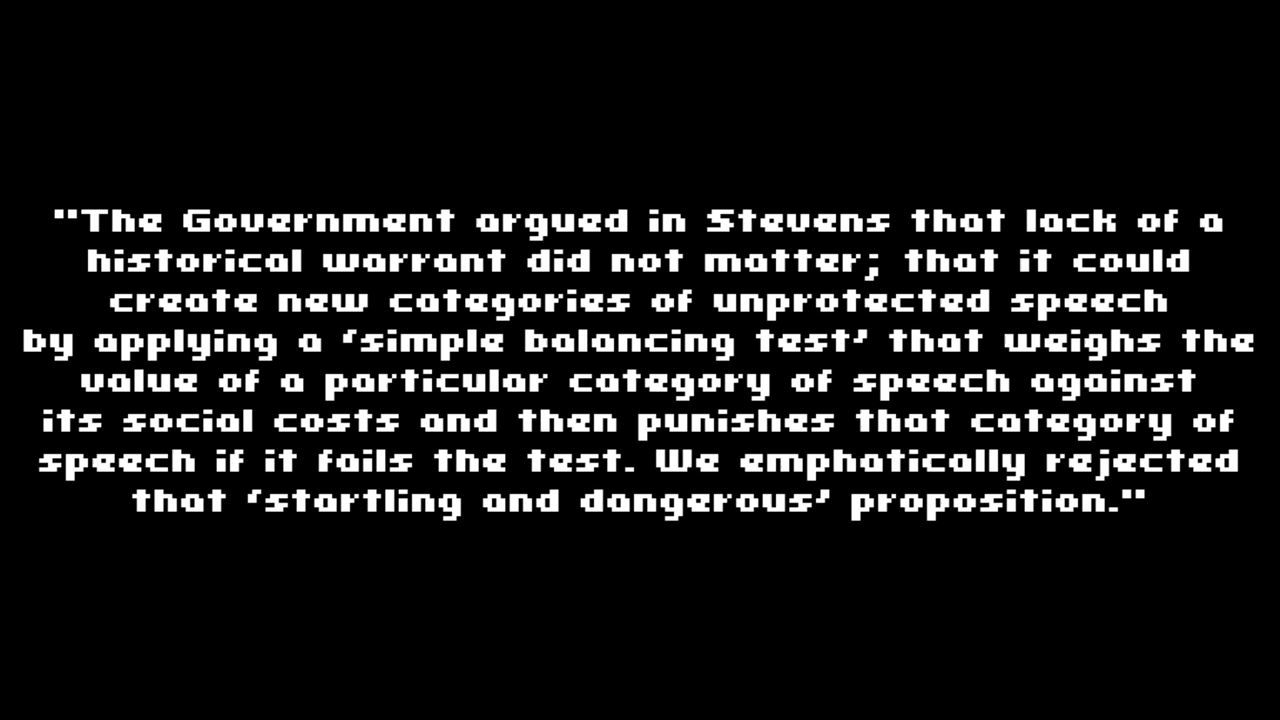 "The Government argued in Stevens that lack of a
historical warrant did not matter; that it could
create new categories of unprotected speech
by applying a ‘simple balancing test’ that weighs the
value of a particular category of speech against
its social costs and then punishes that category of
speech if it fails the test. We emphatically rejected
that ‘startling and dangerous’ proposition."